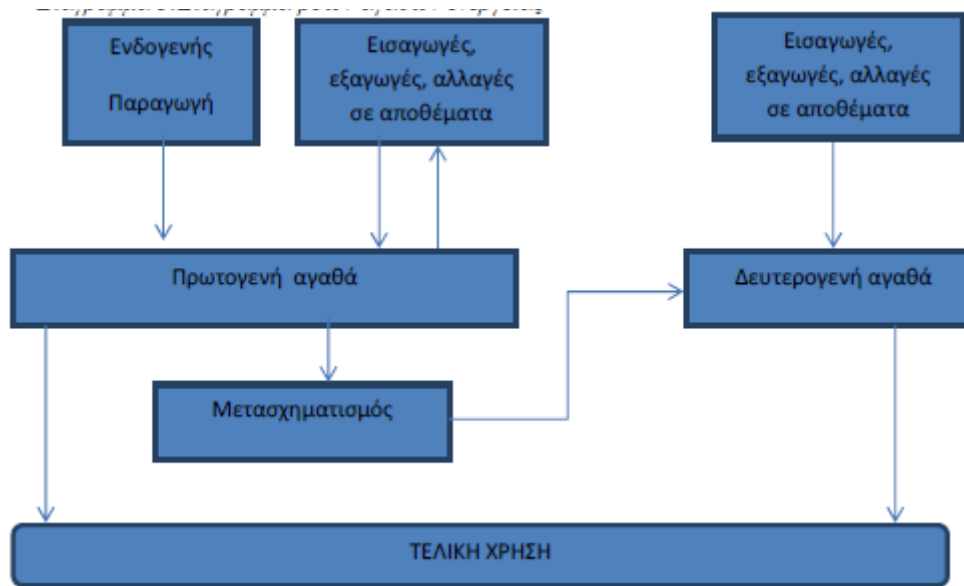 Ενδογενής
Παραγωγή
Εισαγωγές,
εξαγωγές, αλλαγές
σε αποθέματα
Εισαγωγές,
εξαγωγές, αλλαγές
σε αποθέματα
Πρωτογενή αγαθά
Δευτερογενή αγαθά
Μετασχηματισμός
ΤΕΛΙΚΗ ΧΡΗΣΗ